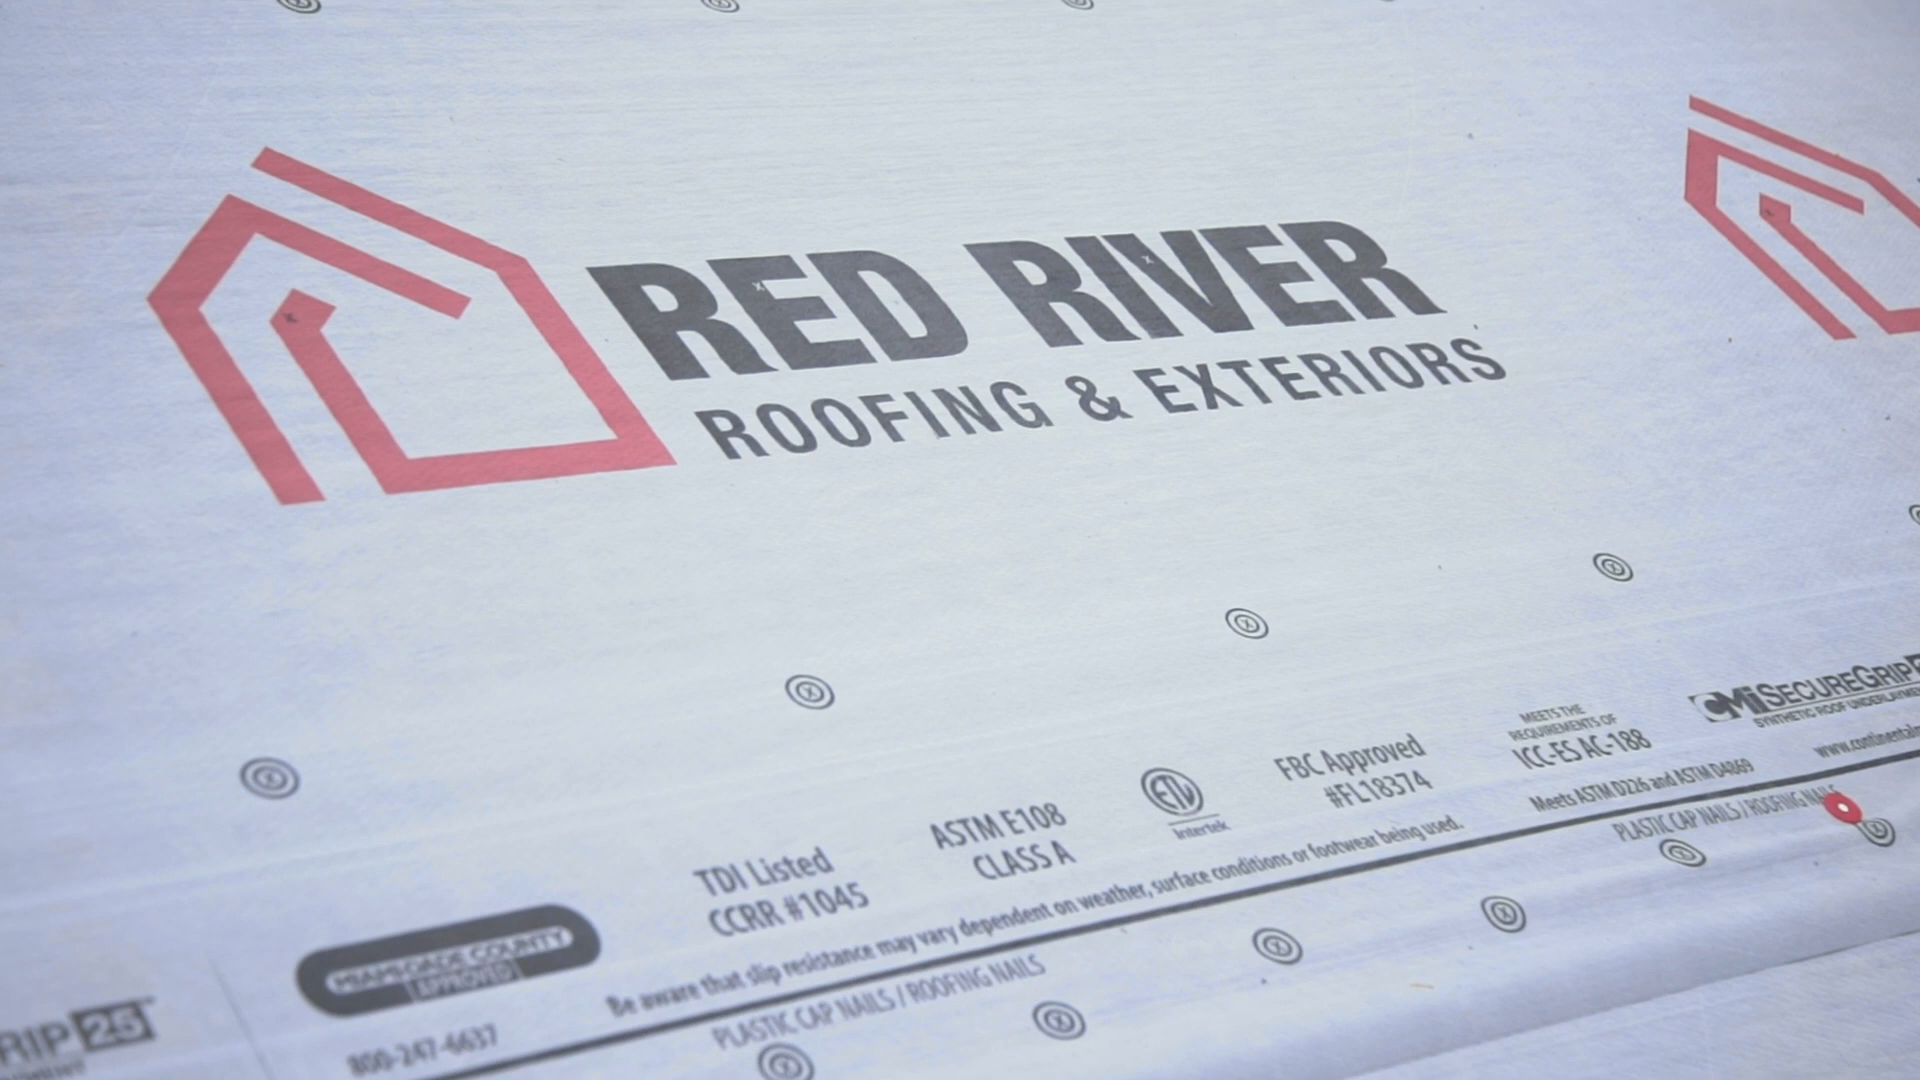 RED RIVER
ROOFING & EXTERIORS
CMI SECUREGRIP
SYNTHETIC ROOF UNDERLAYMENT
MEETS THE
REQUIREMENTS OF
ICC-ES AC-188
Meets ASTM D226 and ASTM D4869
FBC Approved
#FL18374
ETL
Intertek
ASTM E108
CLASS A
TDI Listed
CCRR #1045
MIAMI-DADE COUNTY
APPROVED
RIP 25
800-247-6637
Be aware that slip resistance may vary dependent on weather, surface conditions or footwear being used.
PLASTIC CAP NAILS / ROOFING NAILS
PLASTIC CAP NAILS / ROOFING NAILS